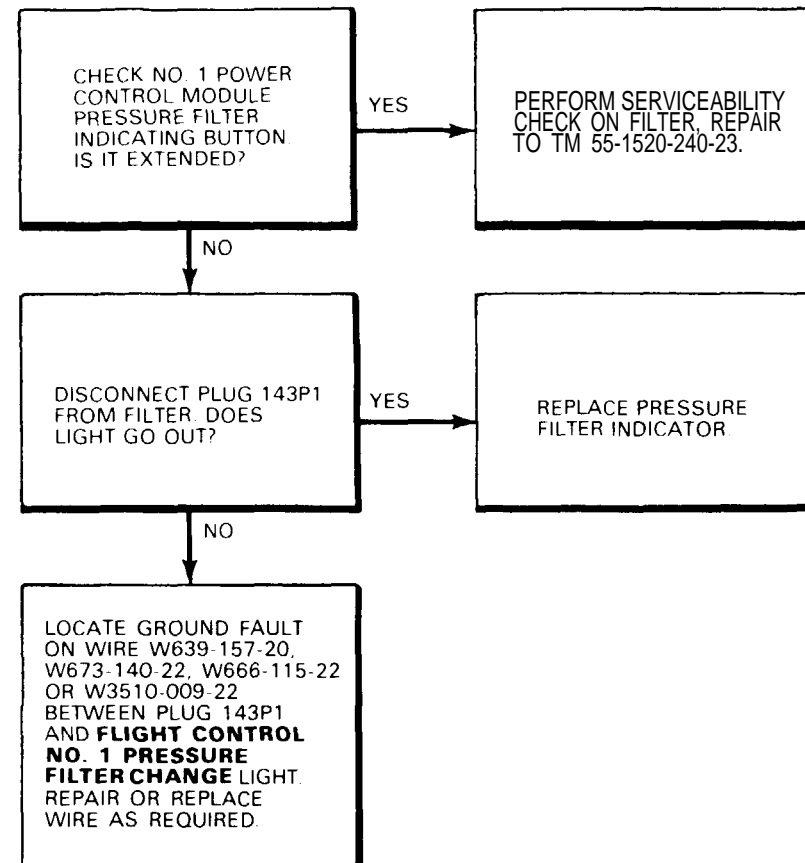 CHECK NO. 1 POWER
CONTROL MODULE
PRESSURE FILTER
INDICATING BUTTON.
IS IT EXTENDED?
YES
PERFORM SERVICEABILITY
CHECK ON FILTER, REPAIR
TO TM 55-1520-240-23.
NO
DISCONNECT PLUG 143P1
FROM FILTER. DOES
LIGHT GO OUT?
YES
REPLACE PRESSURE
FILTER INDICATOR.
NO
LOCATE GROUND FAULT
ON WIRE W639-157-20,
W673-140-22, W666-115-22
OR W3510-009-22
BETWEEN PLUG 143P1
AND FLIGHT CONTROL
NO. 1 PRESSURE
FILTER CHANGE LIGHT.
REPAIR OR REPLACE
WIRE AS REQUIRED.